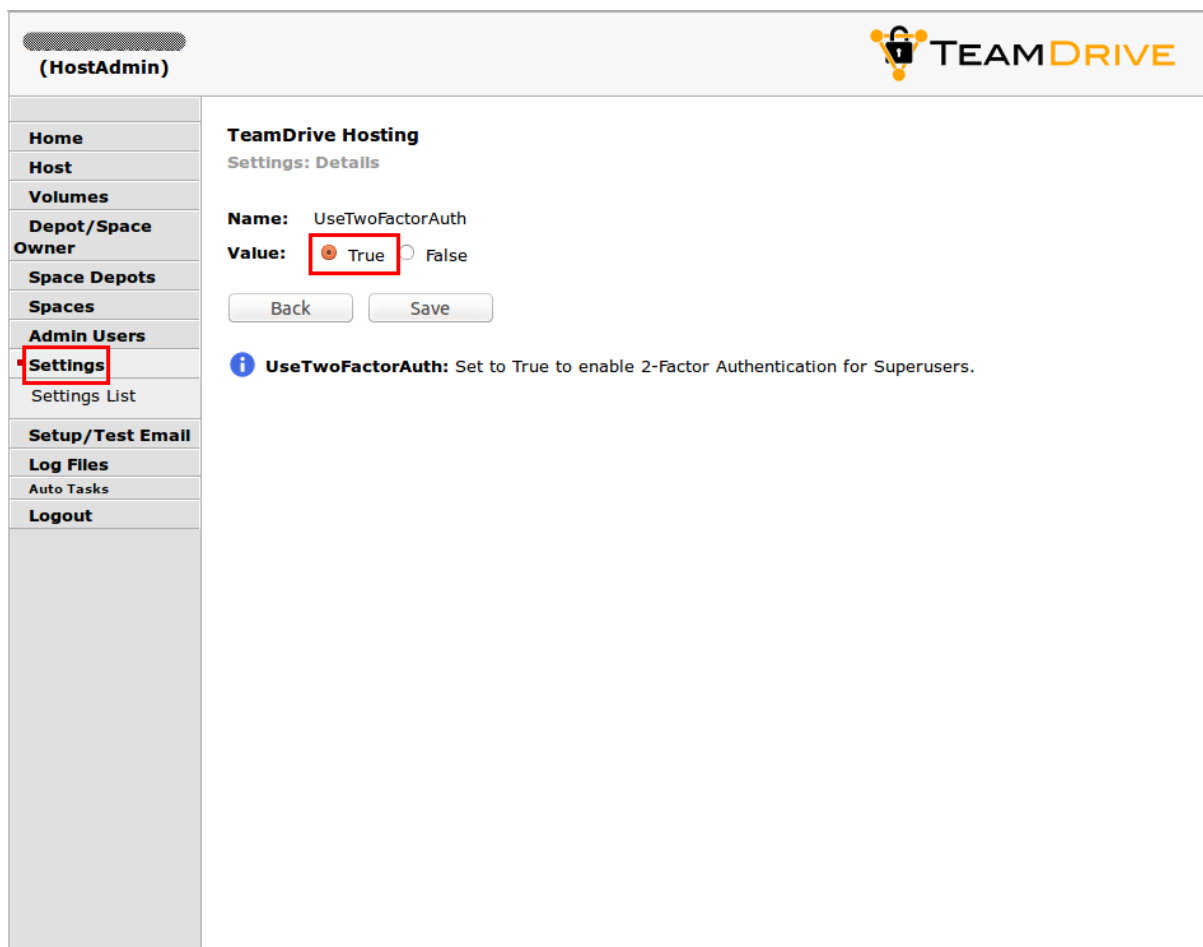 (HostAdmin)
TEAMDRIVE
Home
Host
Volumes
Depot/Space
Owner
Space Depots
Spaces
Admin Users
Settings
Settings List
Setup/Test Email
Log Files
Auto Tasks
Logout
TeamDrive Hosting
Settings: Details
Name: UseTwoFactorAuth
Value: True False
Back Save
UseTwoFactorAuth: Set to True to enable 2-Factor Authentication for Superusers.